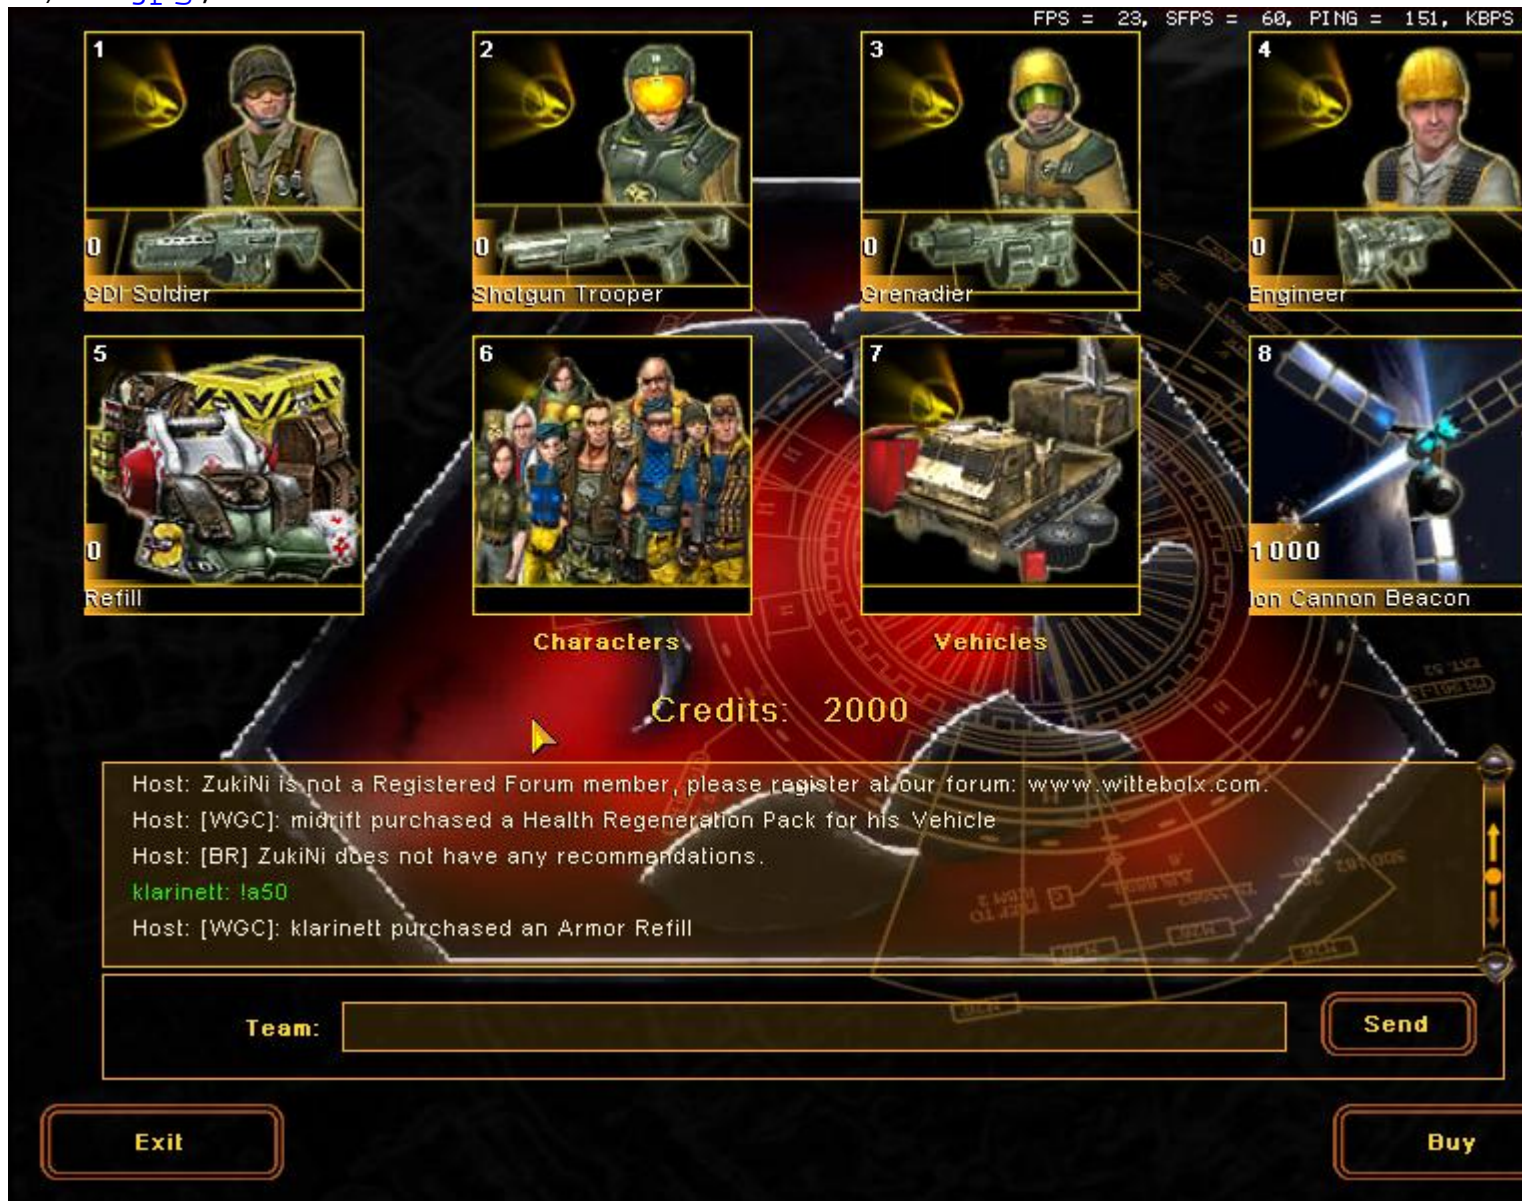 FPS = 23, SFPS = 60, PING = 151, KBPS
1
2
3
4
0
0
0
0
GDI Soldier
Shotgun Trooper
Grenadier
Engineer
5
6
7
8
0
1000
Refill
Ion Cannon Beacon
Characters
Vehicles
Credits: 2000
Host: ZukiNi is not a Registered Forum member, please register at our forum: www.wittebolx.com.
Host: [WGC]: midrift purchased a Health Regeneration Pack for his Vehicle
Host: [BR] ZukiNi does not have any recommendations.
klarinett: !a50
Host: [WGC]: klarinett purchased an Armor Refill
Team:
Send
Exit
Buy